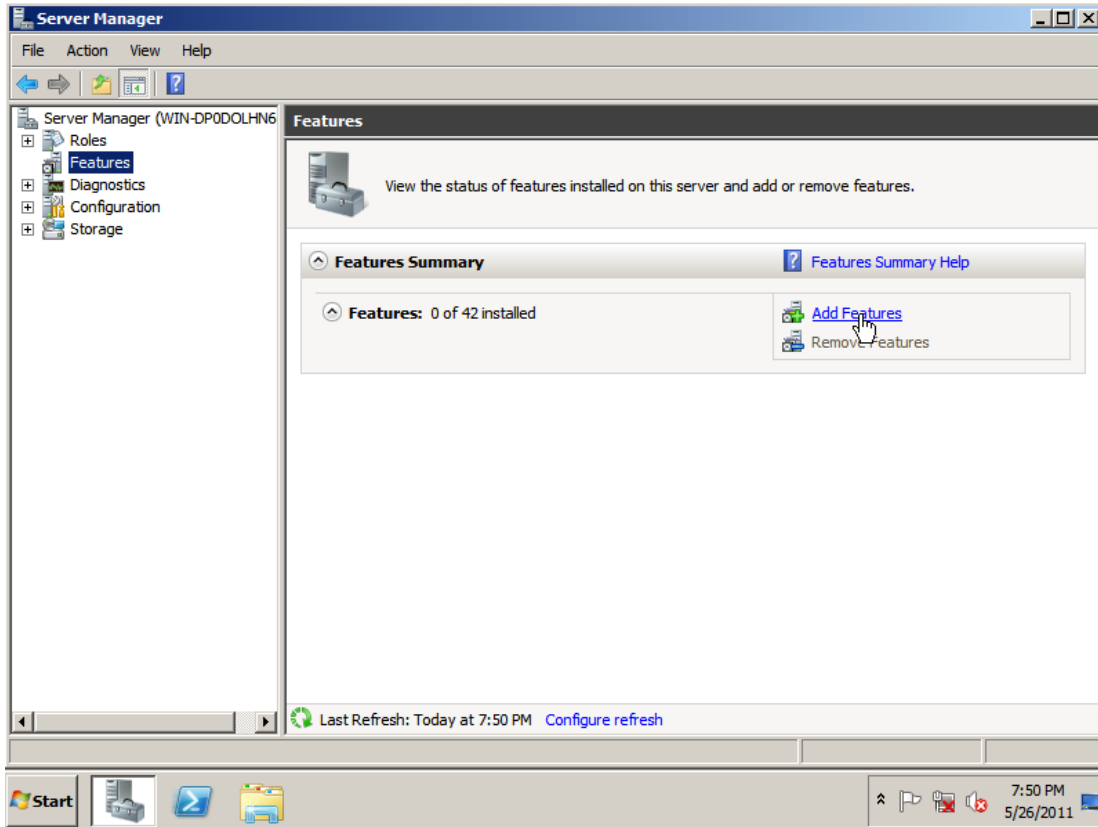 Server Manager
File Action View Help
Server Manager (WIN-DP0DOLHN6
Roles
Features
Diagnostics
Configuration
Storage
Features
View the status of features installed on this server and add or remove features.
Features Summary
Features Summary Help
Features: 0 of 42 installed
Add Features
Remove Features
Last Refresh: Today at 7:50 PM Configure refresh
Start
7:50 PM
5/26/2011